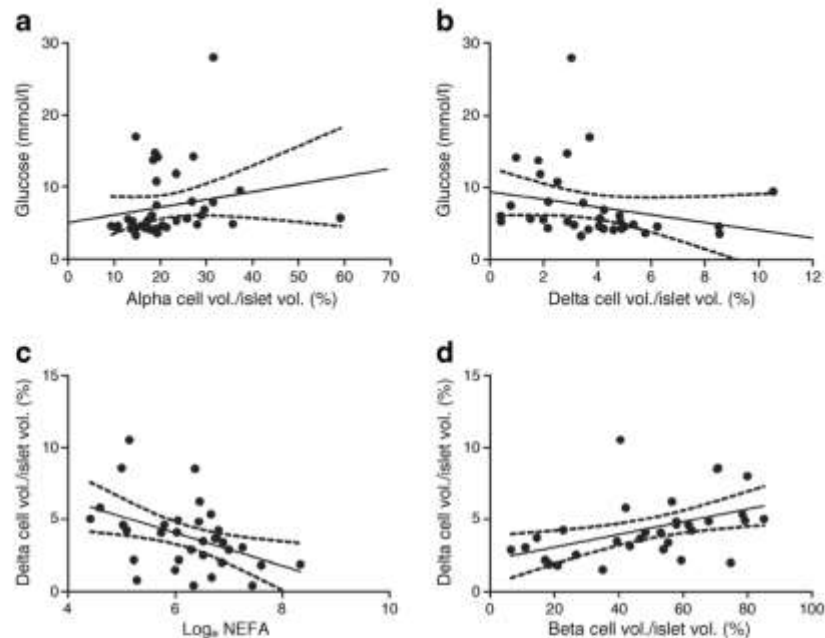 a
Glucose (mmol/l)
30
20
10
0
0 10 20 30 40 50 60 70
Alpha cell vol./islet vol. (%)
b
Glucose (mmol/l)
30
20
10
0
0 2 4 6 8 10 12
Delta cell vol./islet vol. (%)
c
Delta cell vol./islet vol. (%)
15
10
5
0
4 6 8 10
Logₑ NEFA
d
Delta cell vol./islet vol. (%)
15
10
5
0
0 20 40 60 80 100
Beta cell vol./islet vol. (%)